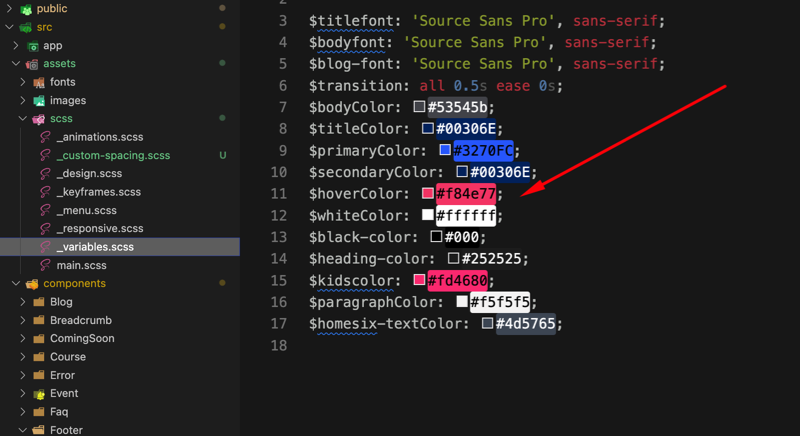 public
src
app
assets
fonts
images
scss
_animations.scss
_custom-spacing.scss U
_design.scss
_keyframes.scss
_menu.scss
_responsive.scss
_variables.scss
main.scss
components
Blog
Breadcrumb
ComingSoon
Course
Error
Event
Faq
Footer
3 $titlefont: 'Source Sans Pro', sans-serif;
4 $bodyfont: 'Source Sans Pro', sans-serif;
5 $blog-font: 'Source Sans Pro', sans-serif;
6 $transition: all 0.5s ease 0s;
7 $bodyColor: #53545b;
8 $titleColor: #00306E;
9 $primaryColor: #3270FC;
10 $secondaryColor: #00306E;
11 $hoverColor: #f84e77;
12 $whiteColor: #ffffff;
13 $black-color: #000;
14 $heading-color: #252525;
15 $kidscolor: #fd4680;
16 $paragraphColor: #f5f5f5;
17 $homesix-textColor: #4d5765;
18